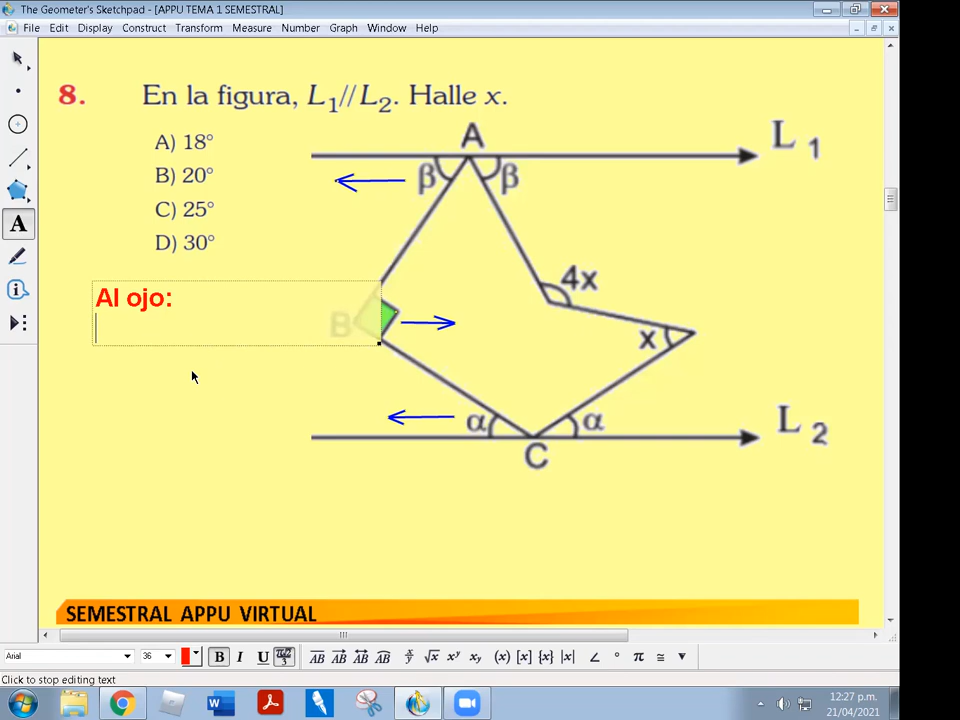 The Geometer's Sketchpad - [APPU TEMA 1 SEMESTRAL]
File Edit Display Construct Transform Measure Number Graph Window Help
8. En la figura, L₁//L₂. Halle x.
A) 18°
B) 20°
C) 25°
D) 30°
A
L 1
β β
Al ojo:
4x
B
x
α α
L 2
C
SEMESTRAL APPU VIRTUAL
Arial 36 B I U
Click to stop editing text
12:27 p.m.
21/04/2021